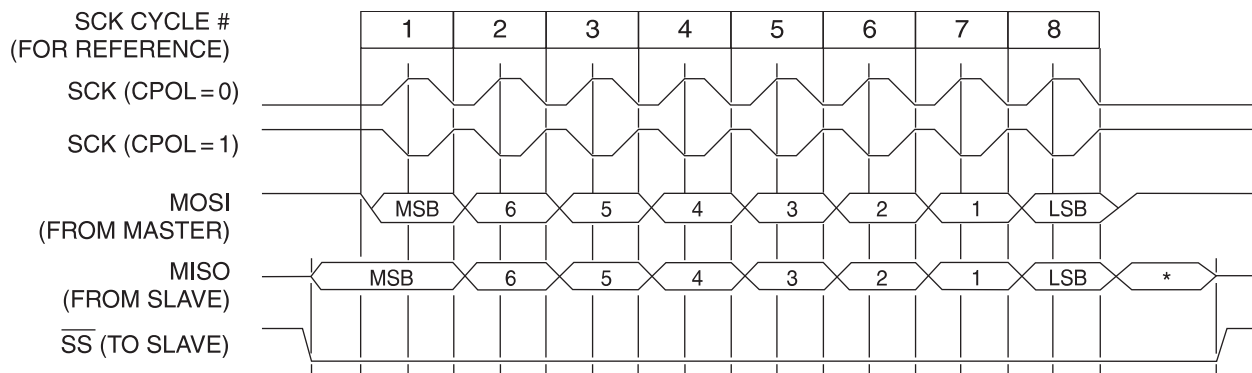 SCK CYCLE #
(FOR REFERENCE)
1 2 3 4 5 6 7 8
SCK (CPOL = 0)
SCK (CPOL = 1)
MOSI
(FROM MASTER)
MSB 6 5 4 3 2 1 LSB
MISO
(FROM SLAVE)
MSB 6 5 4 3 2 1 LSB *
S̅S̅ (TO SLAVE)